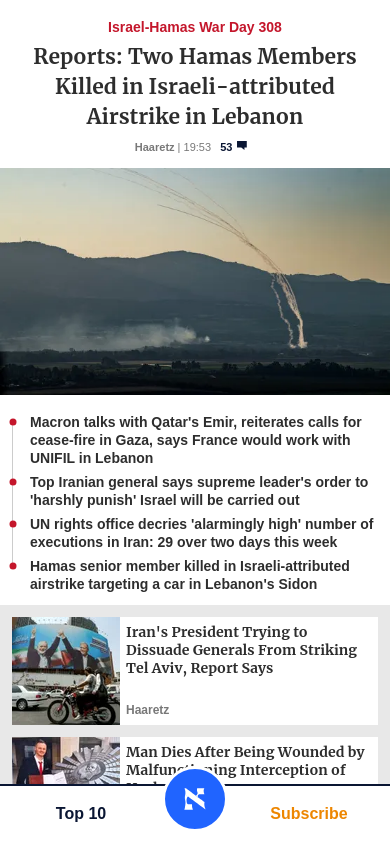 Israel-Hamas War Day 308
Reports: Two Hamas Members
Killed in Israeli-attributed
Airstrike in Lebanon
Haaretz | 19:53 53
Macron talks with Qatar's Emir, reiterates calls for
cease-fire in Gaza, says France would work with
UNIFIL in Lebanon
Top Iranian general says supreme leader's order to
'harshly punish' Israel will be carried out
UN rights office decries 'alarmingly high' number of
executions in Iran: 29 over two days this week
Hamas senior member killed in Israeli-attributed
airstrike targeting a car in Lebanon's Sidon
Iran's President Trying to
Dissuade Generals From Striking
Tel Aviv, Report Says
Haaretz
Man Dies After Being Wounded by
Interception of
Top 10
Subscribe